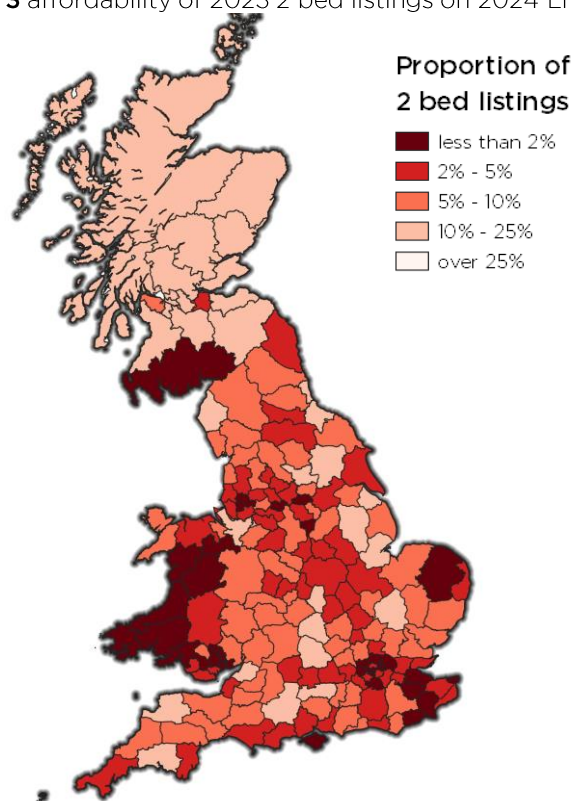 3 affordability of 2023 2 bed listings on 2024
Proportion of
2 bed listings
less than 2%
2% - 5%
5% - 10%
10% - 25%
over 25%